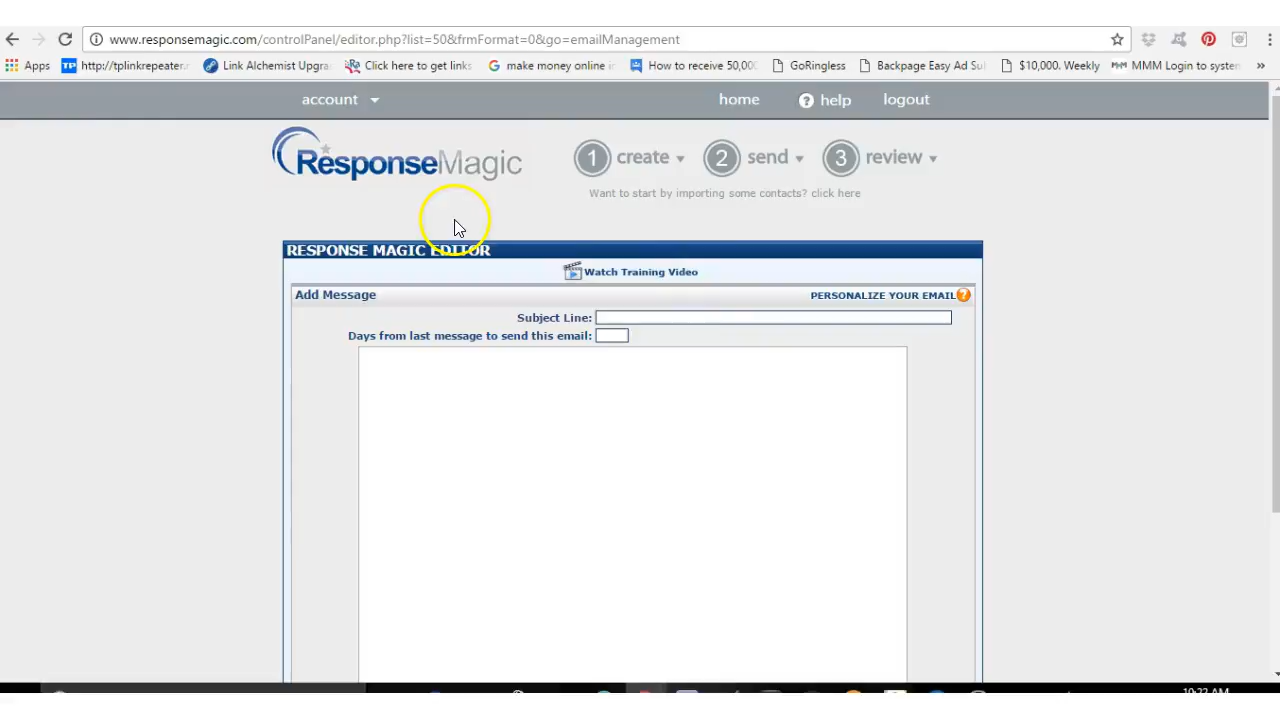 www.responsemagic.com/controlPanel/editor.php?list=50&frmFormat=0&go=emailManagement
Apps http://tplinkrepeater. Link Alchemist Upgra Click here to get links make money online i How to receive 50,00 GoRingless Backpage Easy Ad Sul $10,000. Weekly MMM Login to syster »
account home ? help logout
ResponseMagic 1 create 2 send 3 review
Want to start by importing some contacts? click here
RESPONSE MAGIC EDITOR
Watch Training Video
Add Message PERSONALIZE YOUR EMAIL ?
Subject Line:
Days from last message to send this email: